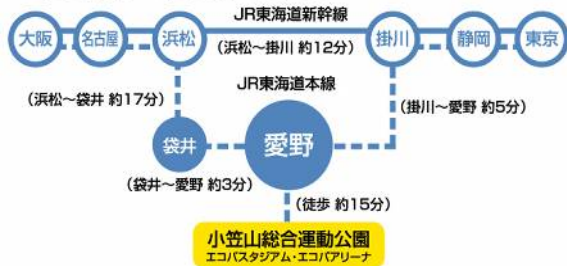 JR東海道新幹線
大阪 名古屋 浜松 掛川 静岡 東京
（浜松〜掛川 約12分）
JR東海道本線
（浜松〜袋井 約17分）
（掛川〜愛野 約5分）
袋井 愛野
（袋井〜愛野 約3分）
（徒歩 約15分）
小笠山総合運動公園
エコパスタジアム・エコパアリーナ